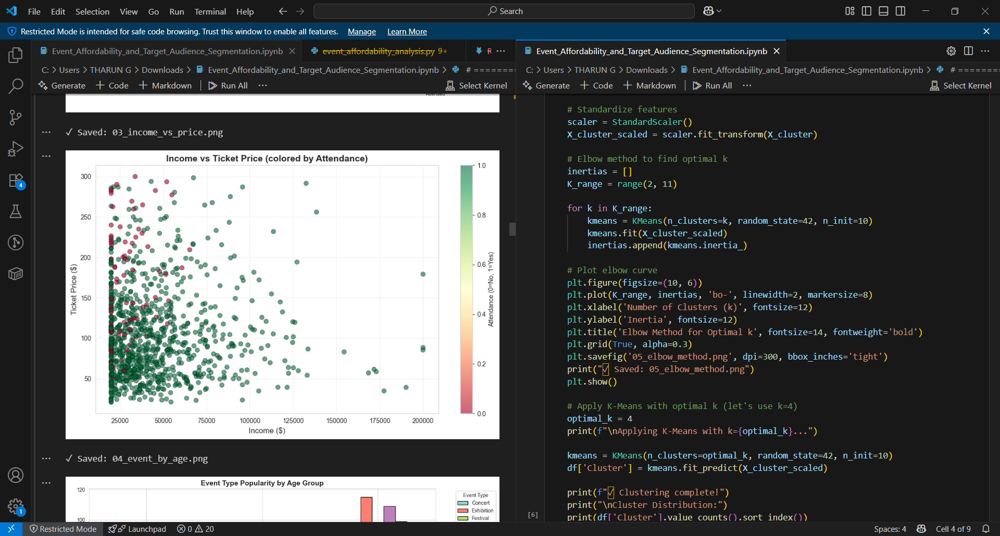 File Edit Selection View Go Run Terminal Help
Search
Restricted Mode is intended for safe code browsing. Trust this window to enable all features. Manage Learn More
Event_Affordability_and_Target_Audience_Segmentation.ipynb
event_affordability_analysis.py 9+
R ...
Event_Affordability_and_Target_Audience_Segmentation.ipynb
C: > Users > THARUN G > Downloads > Event_Affordability_and_Target_Audience_Segmentation.ipynb > # ========
C: > Users > THARUN G > Downloads > Event_Affordability_and_Target_Audience_Segmentation.ipynb > # =======
Generate + Code + Markdown Run All ... Select Kernel
Generate + Code + Markdown Run All ... Select Kernel
Attended
✓ Saved: 03_income_vs_price.png
Income vs Ticket Price (colored by Attendance)
300
250
200
150
100
50
Ticket Price ($)
25000 50000 75000 100000 125000 150000 175000 200000
Income ($)
1.0
0.8
0.6
0.4
0.2
0.0
Attendance (0=No, 1=Yes)
✓ Saved: 04_event_by_age.png
Event Type Popularity by Age Group
120
100
Event Type
Concert
Exhibition
Festival
# Standardize features
scaler = StandardScaler()
X_cluster_scaled = scaler.fit_transform(X_cluster)
# Elbow method to find optimal k
inertias = []
K_range = range(2, 11)
for k in K_range:
kmeans = KMeans(n_clusters=k, random_state=42, n_init=10)
kmeans.fit(X_cluster_scaled)
inertias.append(kmeans.inertia_)
# Plot elbow curve
plt.figure(figsize=(10, 6))
plt.plot(K_range, inertias, 'bo-', linewidth=2, markersize=8)
plt.xlabel('Number of Clusters (k)', fontsize=12)
plt.ylabel('Inertia', fontsize=12)
plt.title('Elbow Method for Optimal k', fontsize=14, fontweight='bold')
plt.grid(True, alpha=0.3)
plt.savefig('05_elbow_method.png', dpi=300, bbox_inches='tight')
print("✓ Saved: 05_elbow_method.png")
plt.show()
# Apply K-Means with optimal k (let's use k=4)
optimal_k = 4
print(f"\nApplying K-Means with k={optimal_k}...")
kmeans = KMeans(n_clusters=optimal_k, random_state=42, n_init=10)
df['Cluster'] = kmeans.fit_predict(X_cluster_scaled)
print(f"✓ Clustering complete!")
print("\nCluster Distribution:")
print(df['Cluster'].value_counts().sort_index())
[6]
4
1
Restricted Mode Launchpad 0 20
Spaces: 4 Cell 4 of 9